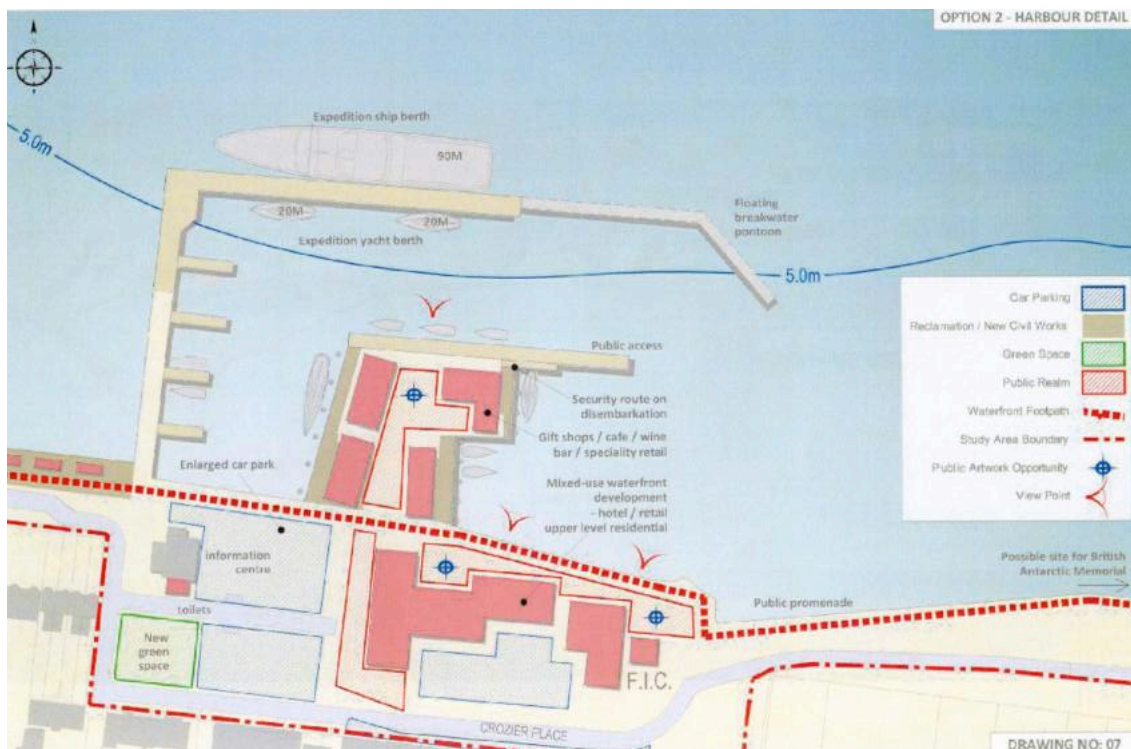 OPTION 2 - HARBOUR DETAIL
Expedition ship berth
5.0m
90M
20M
20M
Floating
breakwater
pontoon
Expedition yacht berth
5.0m
Car Parking
Reclamation / New Civil Works
Green Space
Public Realm
Waterfront Footpath
Study Area Boundary
Public Artwork Opportunity
View Point
Public access
Security route on
disembarkation
Gift shops / cafe / wine
bar / speciality retail
Enlarged car park
Mixed-use waterfront
development
- hotel / retail
upper level residential
information
centre
Possible site for British
Antarctic Memorial
Public promenade
toilets
New
green
space
F.I.C.
CROZIER PLACE
DRAWING NO: 07